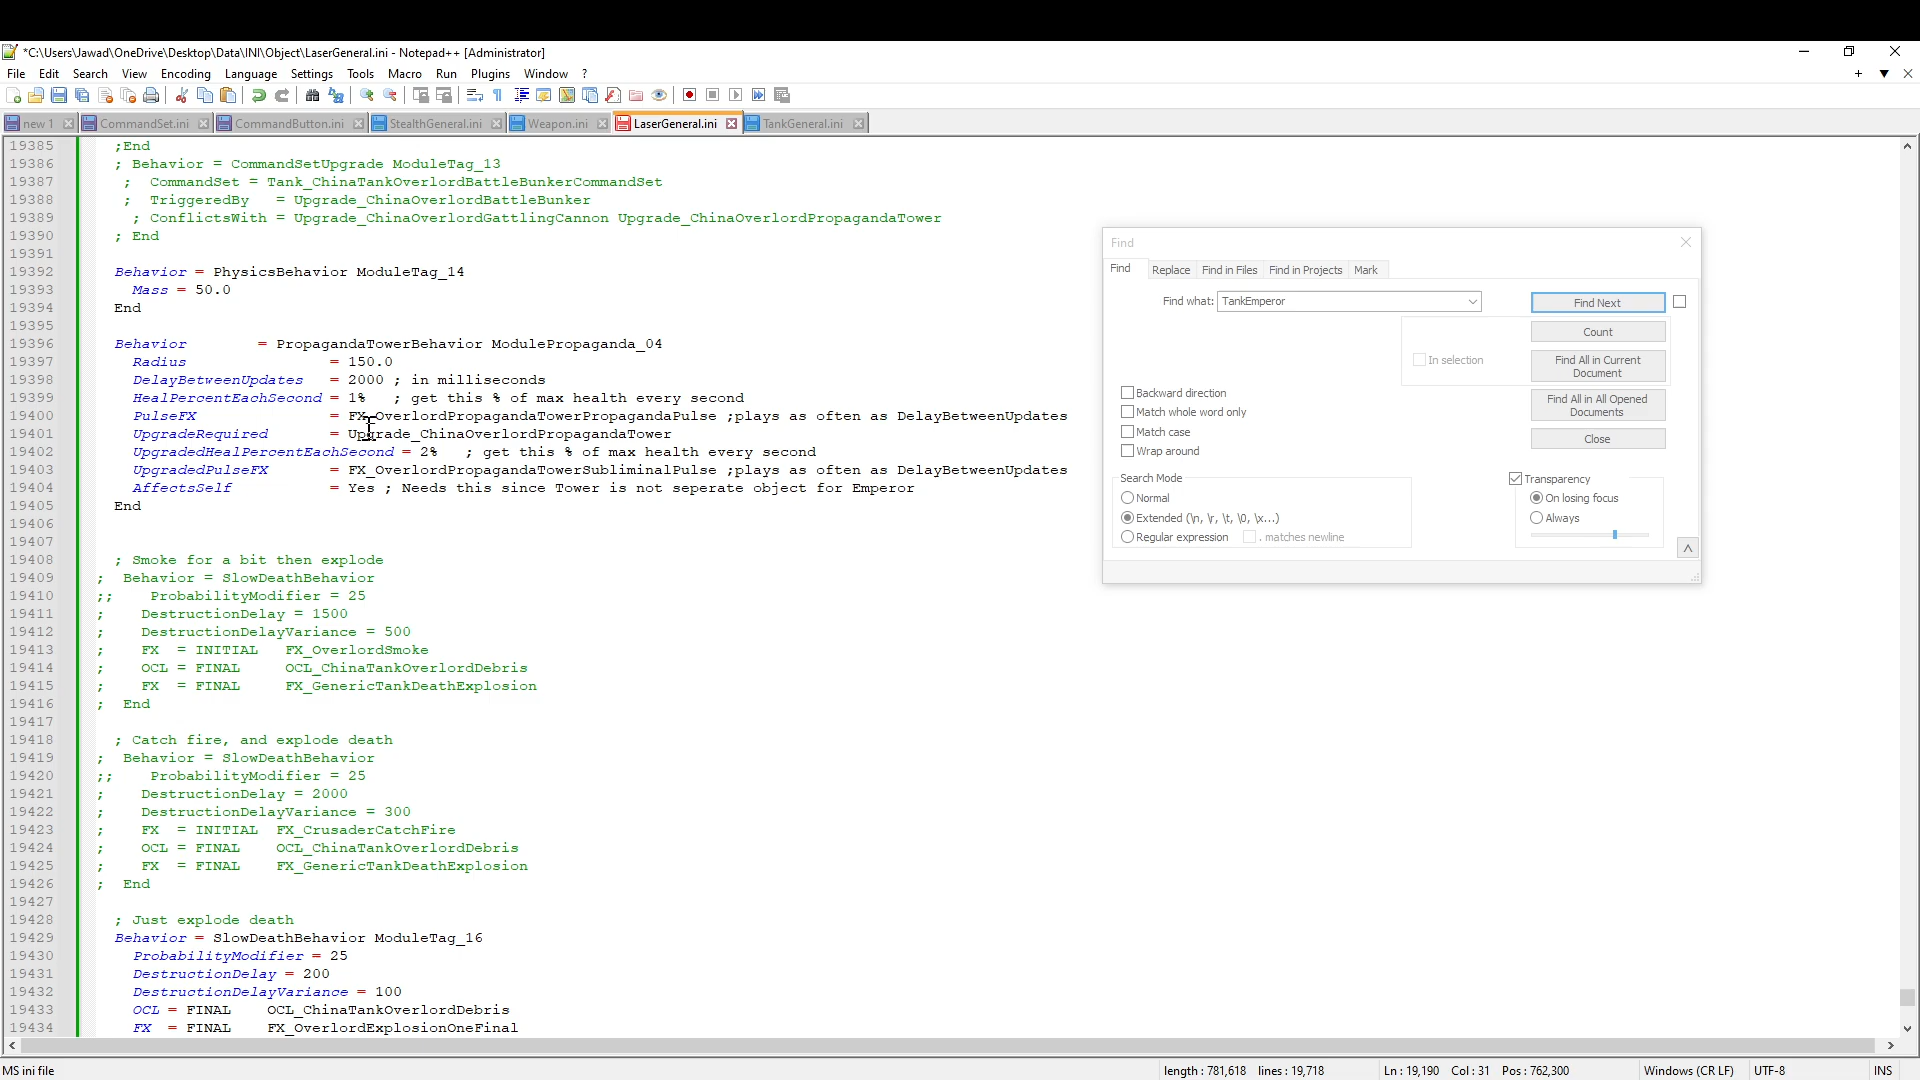 *C:\Users\Jawad\OneDrive\Desktop\Data\INI\Object\LaserGeneral.ini - Notepad++ [Administrator]
File Edit Search View Encoding Language Settings Tools Macro Run Plugins Window ?
new 1 CommandSet.ini CommandButton.ini StealthGeneral.ini Weapon.ini LaserGeneral.ini TankGeneral.ini
19385 ;End
19386 ; Behavior = CommandSetUpgrade ModuleTag_13
19387 ; CommandSet = Tank_ChinaTankOverlordBattleBunkerCommandSet
19388 ; TriggeredBy = Upgrade_ChinaOverlordBattleBunker
19389 ; ConflictsWith = Upgrade_ChinaOverlordGattlingCannon Upgrade_ChinaOverlordPropagandaTower
19390 ; End
19391
19392 Behavior = PhysicsBehavior ModuleTag_14
19393 Mass = 50.0
19394 End
19395
19396 Behavior = PropagandaTowerBehavior ModulePropaganda_04
19397 Radius = 150.0
19398 DelayBetweenUpdates = 2000 ; in milliseconds
19399 HealPercentEachSecond = 1% ; get this % of max health every second
19400 PulseFX = FX_OverlordPropagandaTowerPropagandaPulse ;plays as often as DelayBetweenUpdates
19401 UpgradeRequired = Upgrade_ChinaOverlordPropagandaTower
19402 UpgradedHealPercentEachSecond = 2% ; get this % of max health every second
19403 UpgradedPulseFX = FX_OverlordPropagandaTowerSubliminalPulse ;plays as often as DelayBetweenUpdates
19404 AffectsSelf = Yes ; Needs this since Tower is not seperate object for Emperor
19405 End
19406
19407
19408 ; Smoke for a bit then explode
19409 ; Behavior = SlowDeathBehavior
19410 ;; ProbabilityModifier = 25
19411 ; DestructionDelay = 1500
19412 ; DestructionDelayVariance = 500
19413 ; FX = INITIAL FX_OverlordSmoke
19414 ; OCL = FINAL OCL_ChinaTankOverlordDebris
19415 ; FX = FINAL FX_GenericTankDeathExplosion
19416 ; End
19417
19418 ; Catch fire, and explode death
19419 ; Behavior = SlowDeathBehavior
19420 ;; ProbabilityModifier = 25
19421 ; DestructionDelay = 2000
19422 ; DestructionDelayVariance = 300
19423 ; FX = INITIAL FX_CrusaderCatchFire
19424 ; OCL = FINAL OCL_ChinaTankOverlordDebris
19425 ; FX = FINAL FX_GenericTankDeathExplosion
19426 ; End
19427
19428 ; Just explode death
19429 Behavior = SlowDeathBehavior ModuleTag_16
19430 ProbabilityModifier = 25
19431 DestructionDelay = 200
19432 DestructionDelayVariance = 100
19433 OCL = FINAL OCL_ChinaTankOverlordDebris
19434 FX = FINAL FX_OverlordExplosionOneFinal
Find
Find Replace Find in Files Find in Projects Mark
Find what: TankEmperor Find Next
Count
In selection Find All in Current Document
Backward direction
Match whole word only Find All in All Opened Documents
Match case Close
Wrap around
Search Mode Transparency
Normal On losing focus
Extended (\n, \r, \t, \0, \x...) Always
Regular expression . matches newline
MS ini file length : 781,618 lines : 19,718 Ln : 19,190 Col : 31 Pos : 762,300 Windows (CR LF) UTF-8 INS